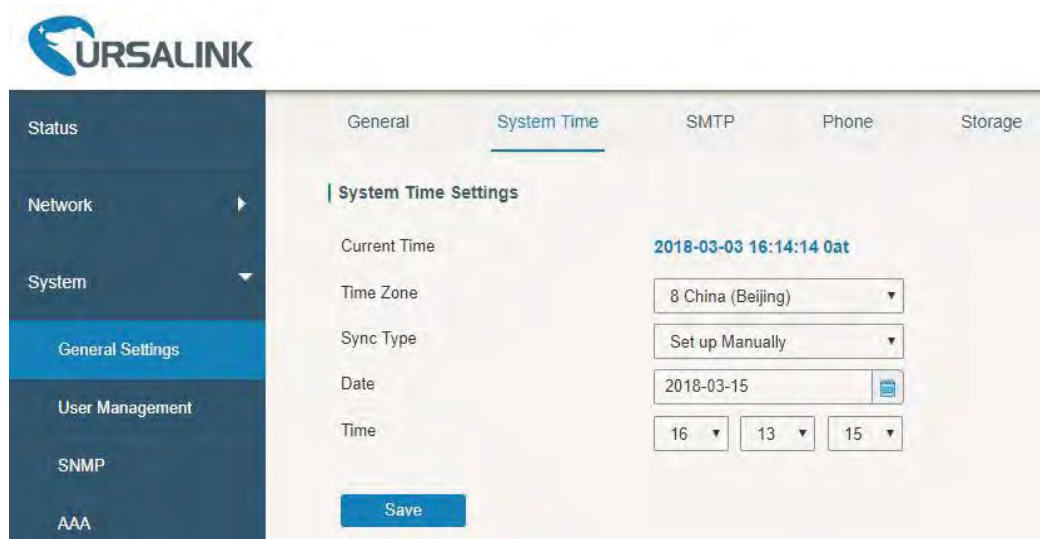 URSALINK
Status
Network
System
General Settings
User Management
SNMP
AAA
General System Time SMTP Phone Storage
System Time Settings
Current Time 2018-03-03 16:14:14 0at
Time Zone 8 China (Beijing)
Sync Type Set up Manually
Date 2018-03-15
Time 16 13 15
Save